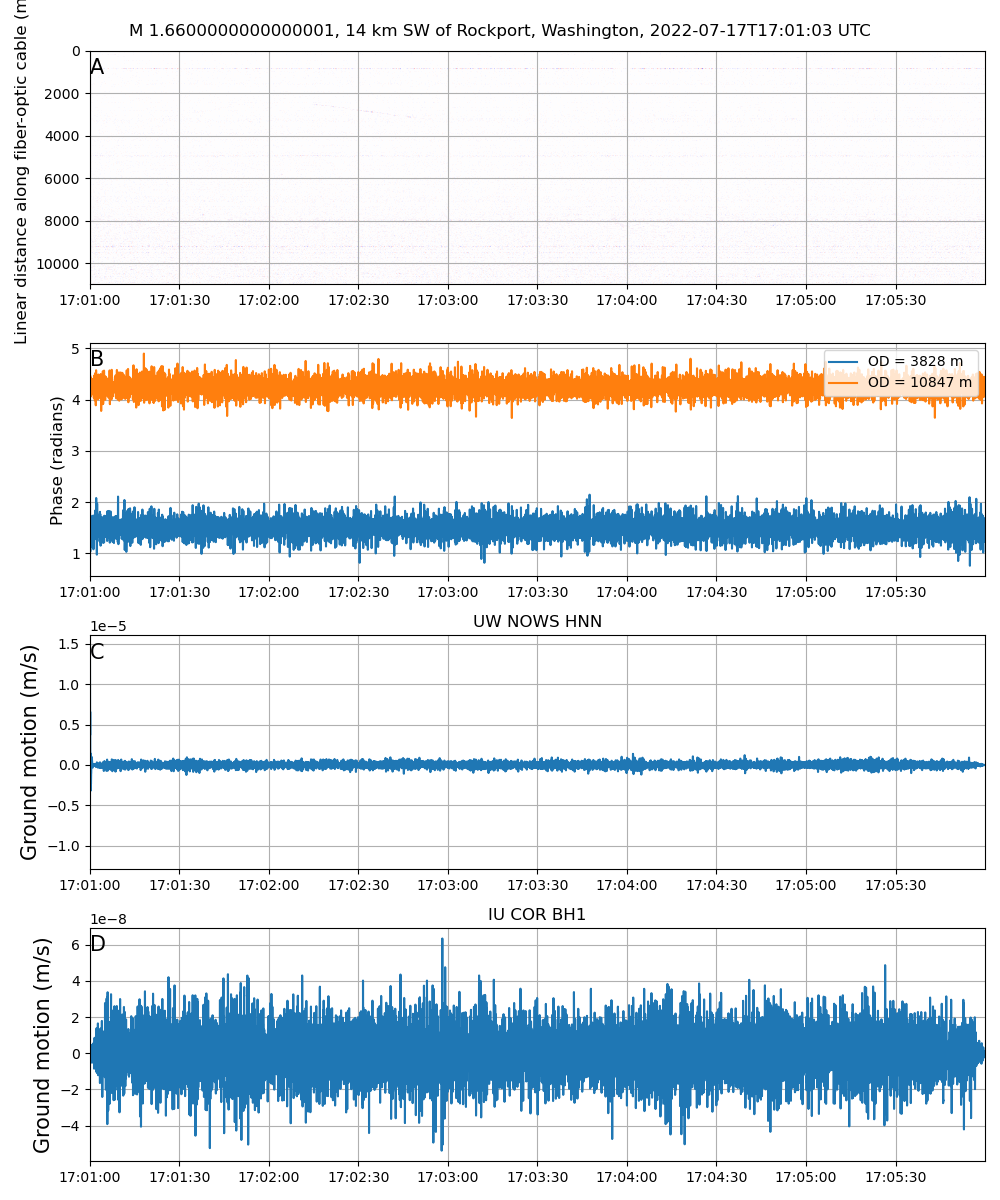 M 1.6600000000000001, 14 km SW of Rockport, Washington, 2022-07-17T17:01:03 UTC
Linear distance along fiber-optic cable (m
A
0
2000
4000
6000
8000
10000
17:01:00 17:01:30 17:02:00 17:02:30 17:03:00 17:03:30 17:04:00 17:04:30 17:05:00 17:05:30
Phase (radians)
B
5
4
3
2
1
OD = 3828 m
OD = 10847 m
17:01:00 17:01:30 17:02:00 17:02:30 17:03:00 17:03:30 17:04:00 17:04:30 17:05:00 17:05:30
UW NOWS HNN
1e−5
Ground motion (m/s)
C
1.5
1.0
0.5
0.0
−0.5
−1.0
17:01:00 17:01:30 17:02:00 17:02:30 17:03:00 17:03:30 17:04:00 17:04:30 17:05:00 17:05:30
IU COR BH1
1e−8
Ground motion (m/s)
D
6
4
2
0
−2
−4
17:01:00 17:01:30 17:02:00 17:02:30 17:03:00 17:03:30 17:04:00 17:04:30 17:05:00 17:05:30